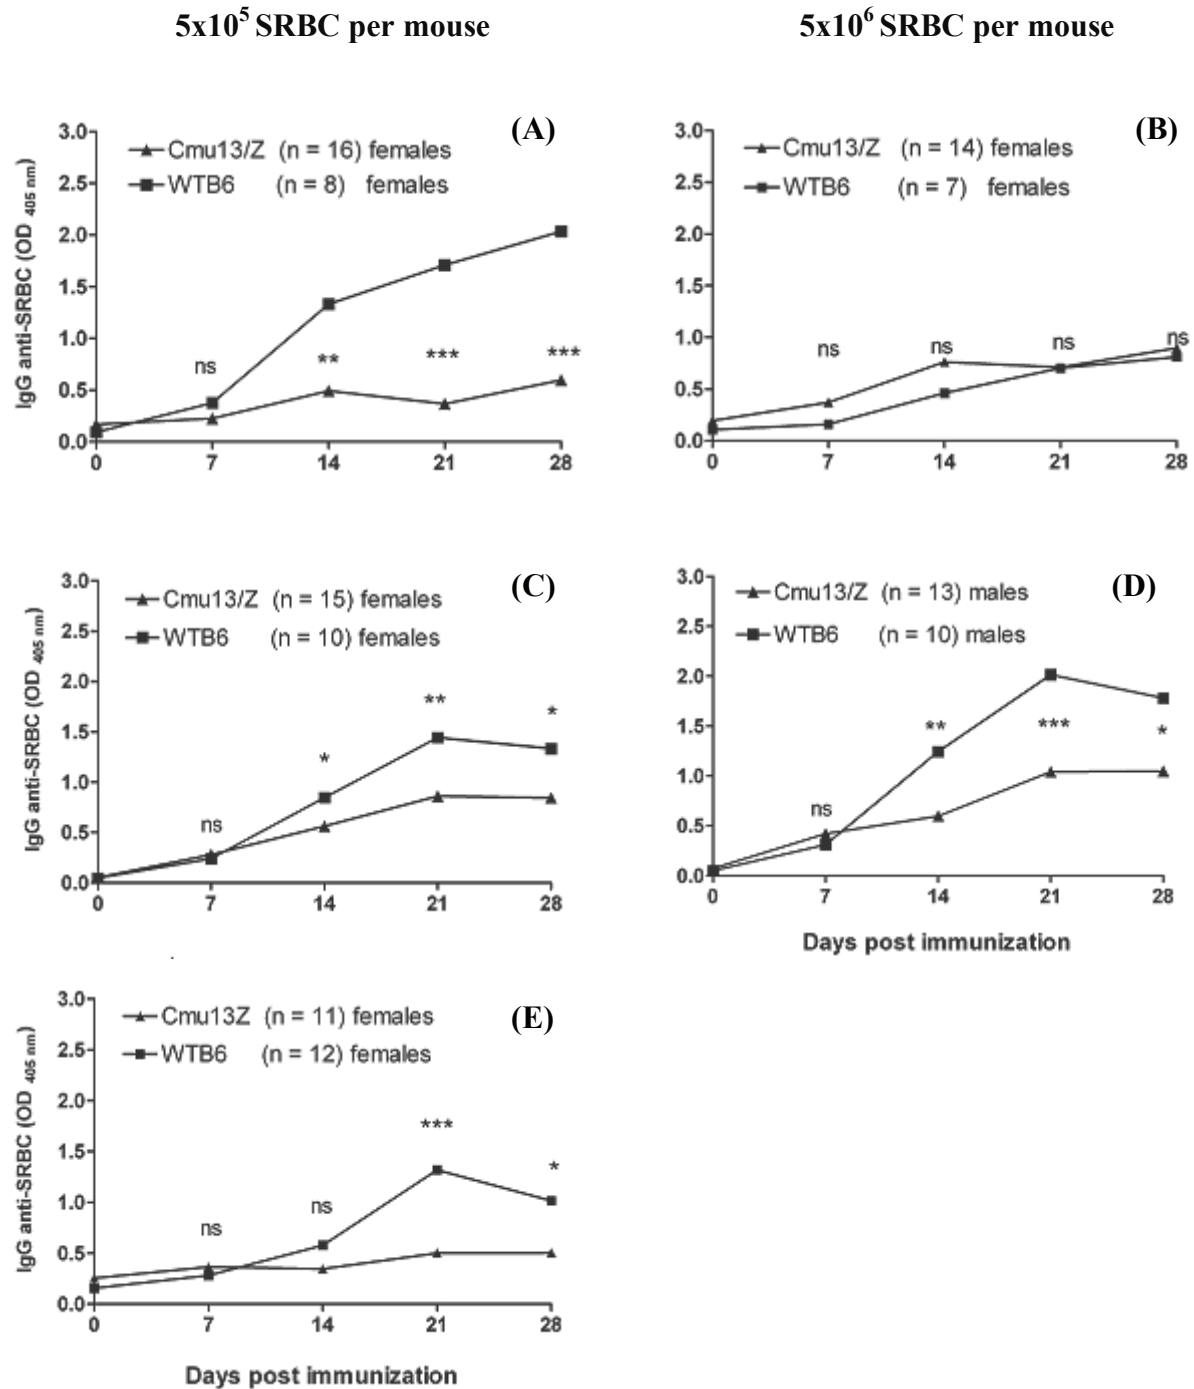 5x10⁵ SRBC per mouse
5x10⁶ SRBC per mouse
(A)
Cmu13/Z (n = 16) females
WTB6 (n = 8) females
IgG anti-SRBC (OD 405 nm)
3.0
2.5
2.0
1.5
1.0
0.5
0.0
ns
**
***
***
0 7 14 21 28
(B)
Cmu13/Z (n = 14) females
WTB6 (n = 7) females
3.0
2.5
2.0
1.5
1.0
0.5
0.0
ns
ns
ns
ns
0 7 14 21 28
(C)
Cmu13/Z (n = 15) females
WTB6 (n = 10) females
IgG anti-SRBC (OD 405 nm)
3.0
2.5
2.0
1.5
1.0
0.5
0.0
ns
*
**
*
0 7 14 21 28
(D)
Cmu13/Z (n = 13) males
WTB6 (n = 10) males
3.0
2.5
2.0
1.5
1.0
0.5
0.0
ns
**
***
*
0 7 14 21 28
Days post immunization
(E)
Cmu13Z (n = 11) females
WTB6 (n = 12) females
IgG anti-SRBC (OD 405 nm)
3.0
2.5
2.0
1.5
1.0
0.5
0.0
ns
ns
***
*
0 7 14 21 28
Days post immunization